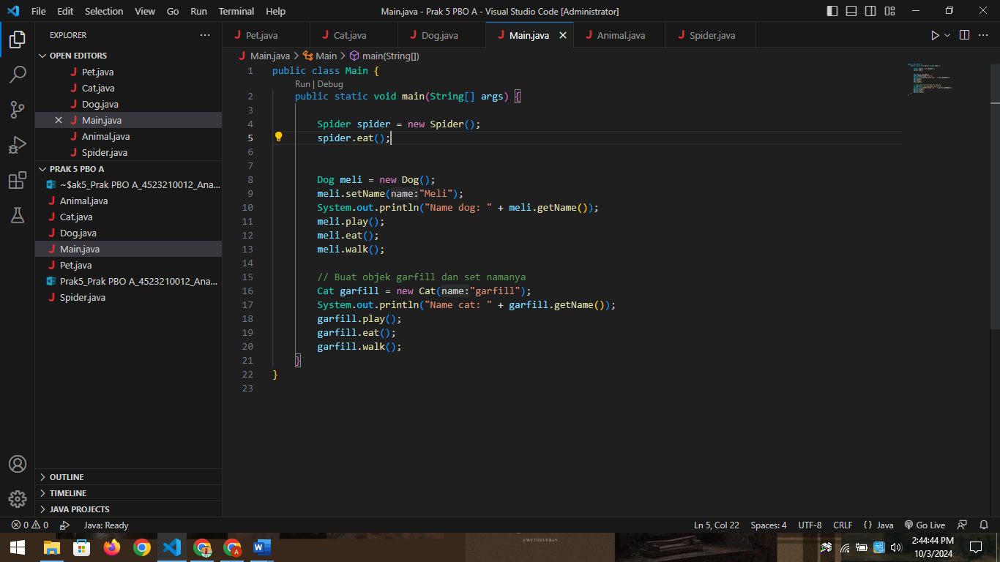 File Edit Selection View Go Run Terminal Help
Main.java - Prak 5 PBO A - Visual Studio Code [Administrator]
EXPLORER
OPEN EDITORS
Pet.java
Cat.java
Dog.java
Main.java
Animal.java
Spider.java
PRAK 5 PBO A
~$ak5_Prak PBO A_4523210012_Ana...
Animal.java
Cat.java
Dog.java
Main.java
Pet.java
Prak5_Prak PBO A_4523210012_Ana...
Spider.java
OUTLINE
TIMELINE
JAVA PROJECTS
Pet.java Cat.java Dog.java Main.java Animal.java Spider.java
Main.java > Main > main(String[])
1 public class Main {
Run | Debug
2 public static void main(String[] args) {
3
4 Spider spider = new Spider();
5 spider.eat();
6
7
8 Dog meli = new Dog();
9 meli.setName(name:"Meli");
10 System.out.println("Name dog: " + meli.getName());
11 meli.play();
12 meli.eat();
13 meli.walk();
14
15 // Buat objek garfill dan set namanya
16 Cat garfill = new Cat(name:"garfill");
17 System.out.println("Name cat: " + garfill.getName());
18 garfill.play();
19 garfill.eat();
20 garfill.walk();
21 }
22 }
23
0 0 Java: Ready
Ln 5, Col 22 Spaces: 4 UTF-8 CRLF { } Java Go Live
@WETHEURBAN
2:44:44 PM
10/3/2024